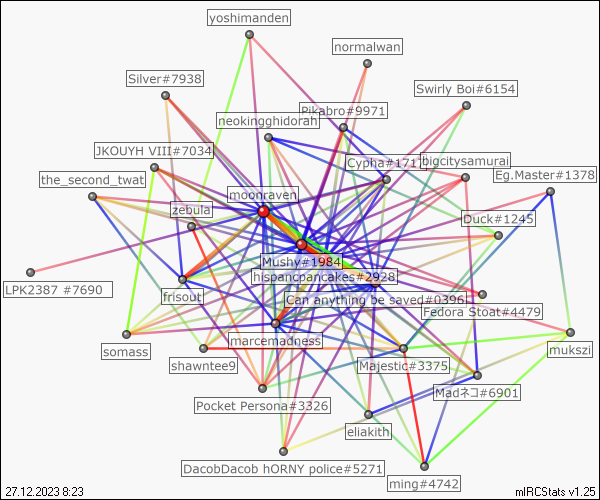 yoshimanden
normalwan
Silver#7938
Swirly Boi#6154
Pikabro#9971
neokingghidorah
JKOUYH VIII#7034
Cypha#1717
bigcitysamurai
the_second_twat
Eg.Master#1378
moonraven
zebula
Duck#1245
Mushy#1984
hispancpancakes#2928
LPK2387 #7690
frisout
Can anything be saved#0396
Fedora Stoat#4479
marcemadness
somass
shawntee9
Majestic#3375
mukszi
Madネコ#6901
Pocket Persona#3326
eliakith
DacobDacob hORNY police#5271
ming#4742
27.12.2023 8:23
mIRCStats v1.25